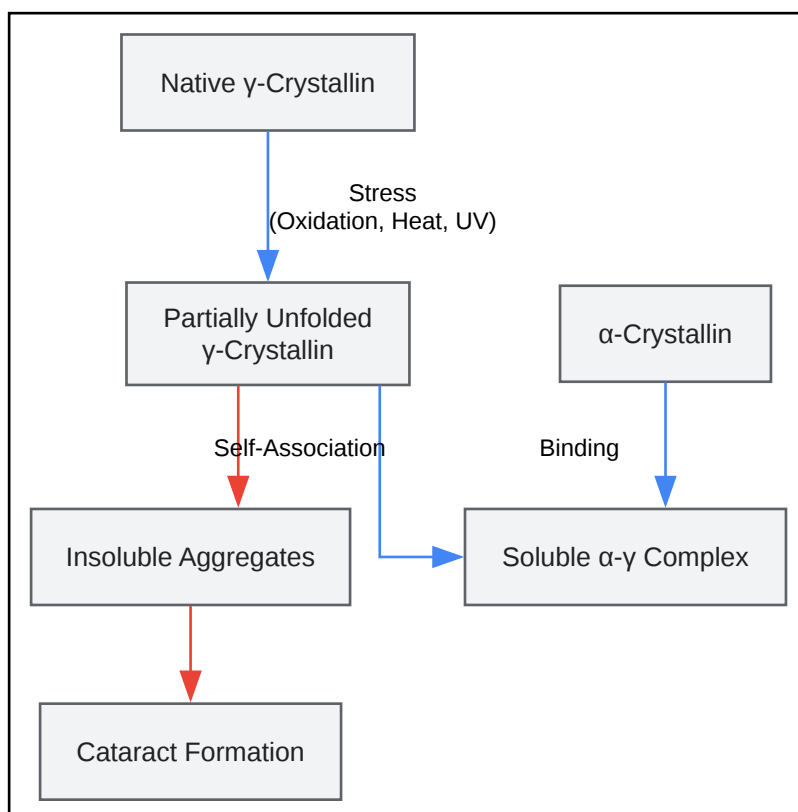 Native γ-Crystallin
Stress
(Oxidation, Heat, UV)
Partially Unfolded
γ-Crystallin
α-Crystallin
Self-Association
Binding
Insoluble Aggregates
Soluble α-γ Complex
Cataract Formation